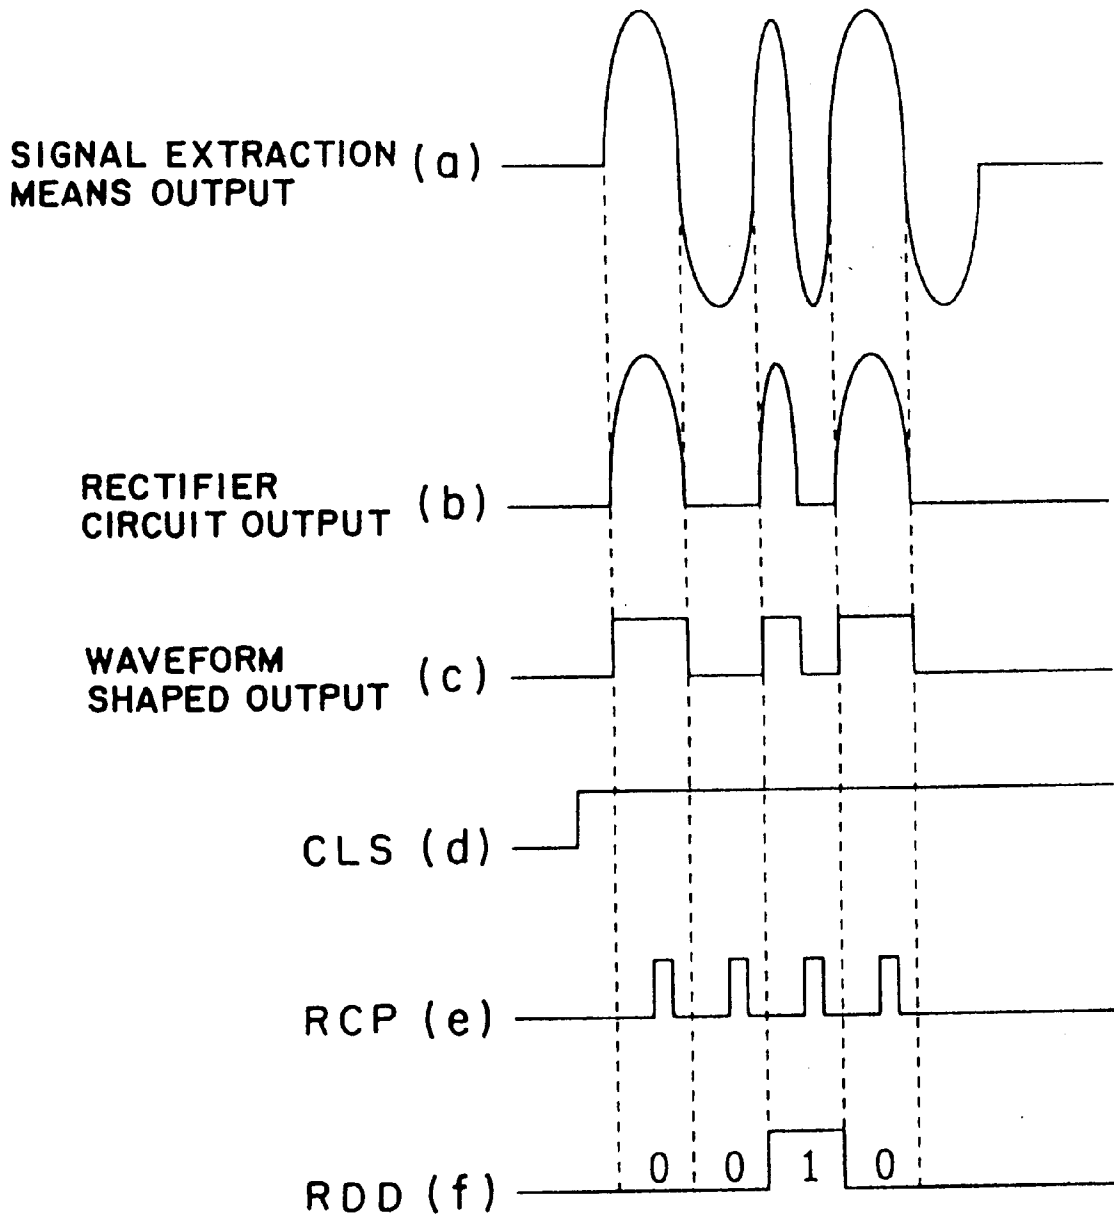 SIGNAL EXTRACTION
MEANS OUTPUT (a)
RECTIFIER
CIRCUIT OUTPUT (b)
WAVEFORM
SHAPED OUTPUT (c)
CLS (d)
RCP (e)
RDD (f) 0 0 1 0